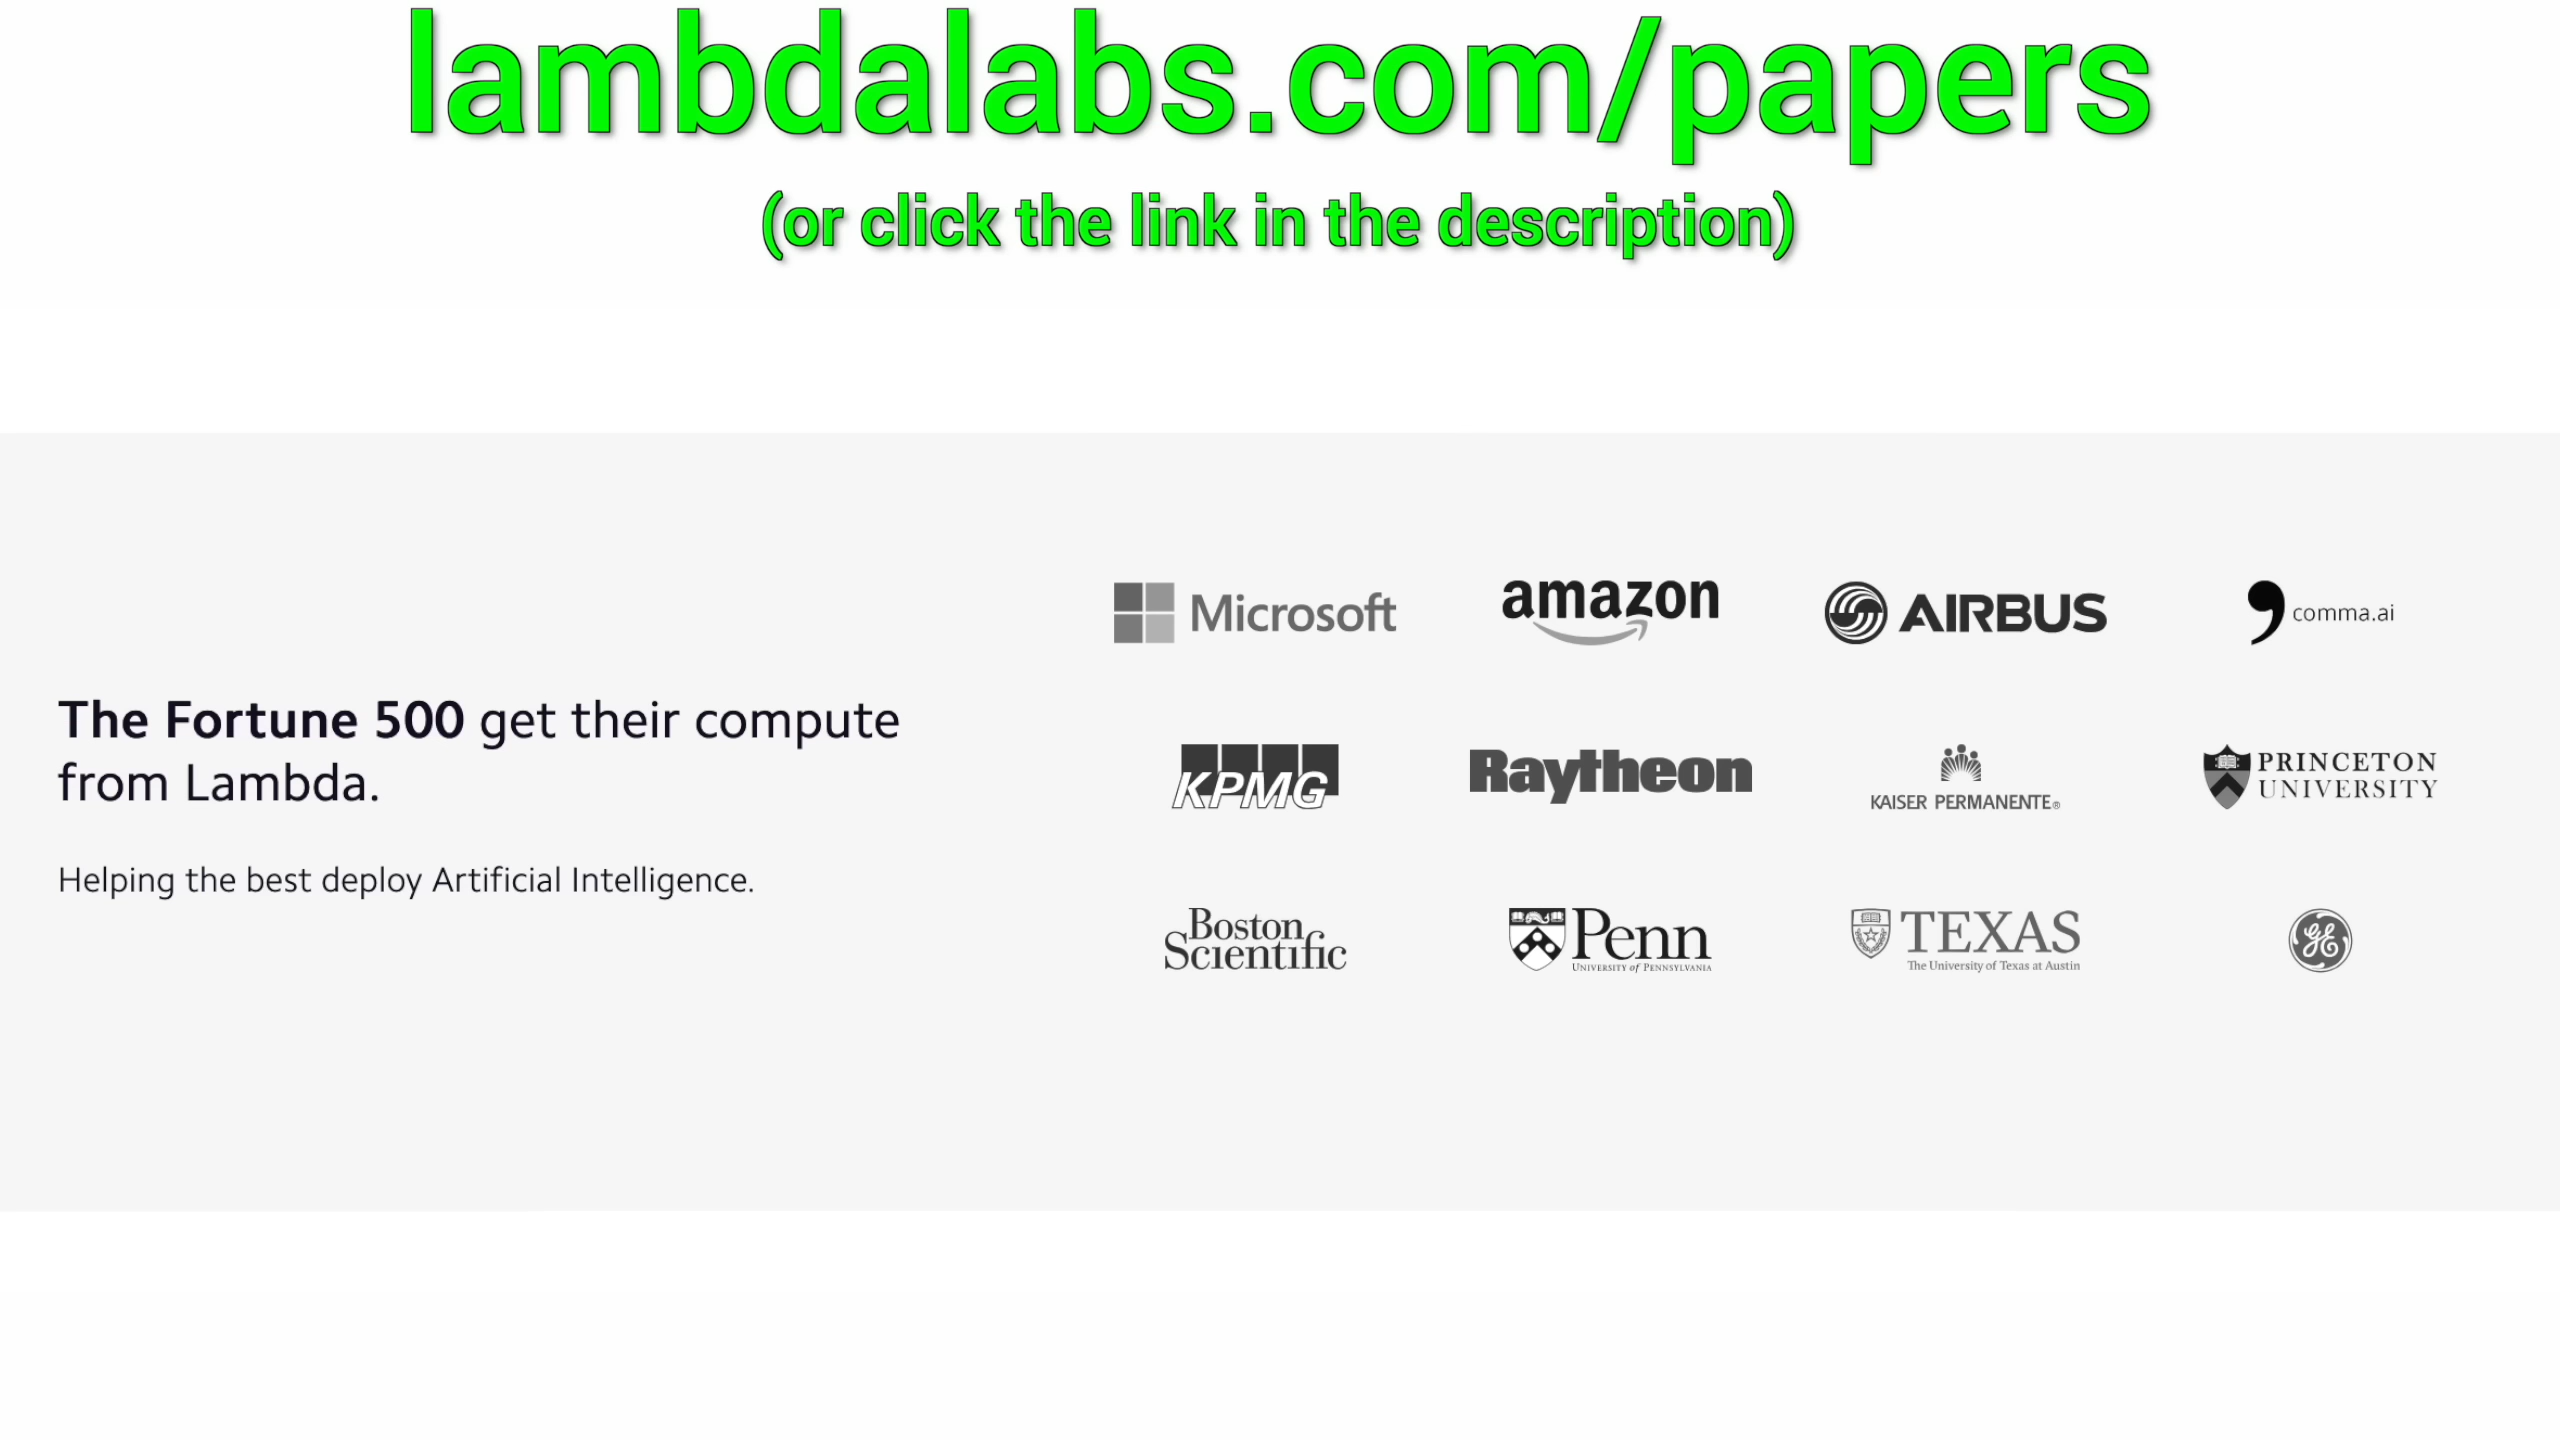 lambdalabs.com/papers
(or click the link in the description)
Microsoft
amazon
AIRBUS
comma.ai
The Fortune 500 get their compute
from Lambda.
KPMG
Raytheon
KAISER PERMANENTE®
PRINCETON
UNIVERSITY
Helping the best deploy Artificial Intelligence.
Boston
Scientific
Penn
UNIVERSITY of PENNSYLVANIA
TEXAS
The University of Texas at Austin
GE